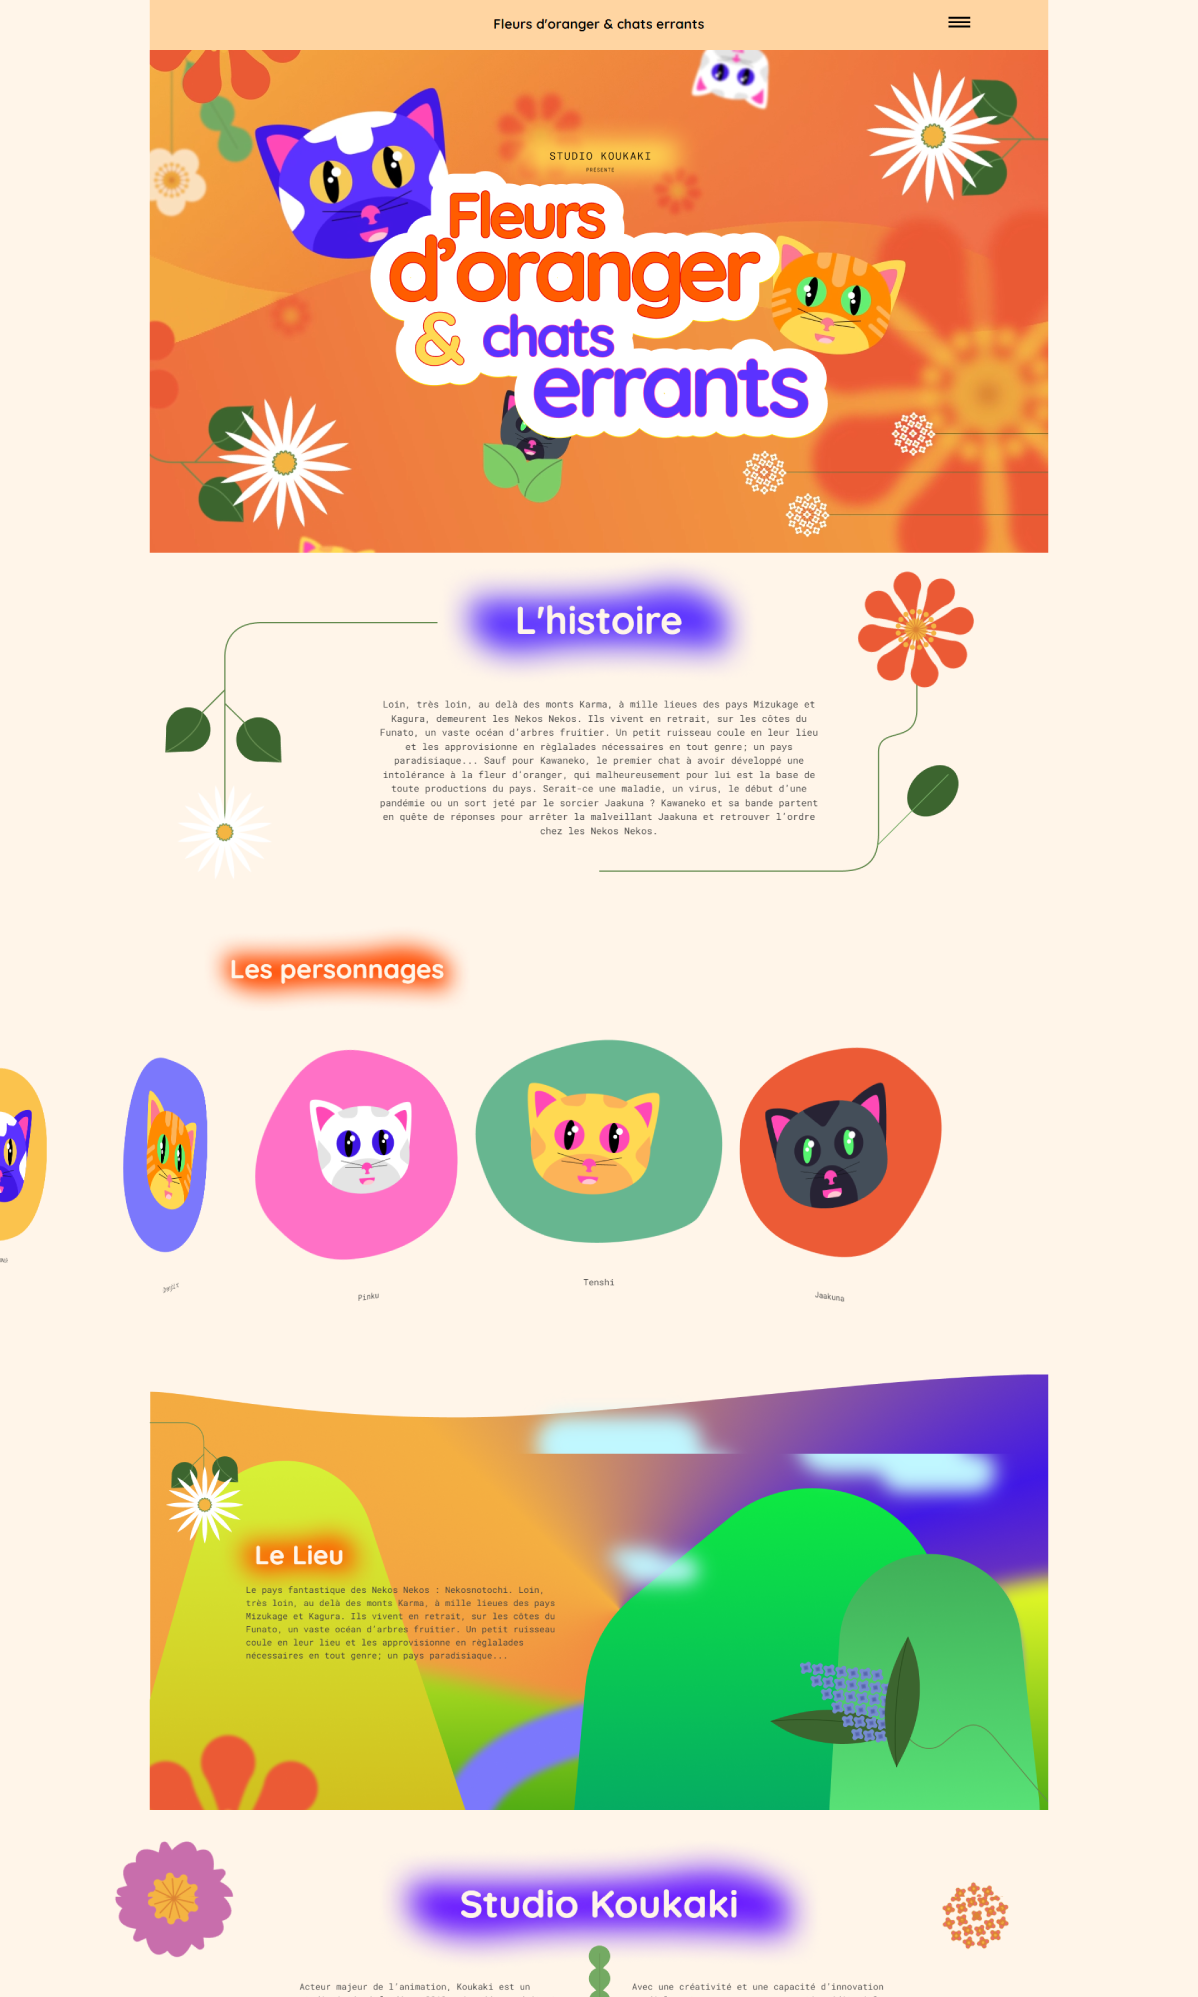 Fleurs d'oranger & chats errants
STUDIO KOUKAKI
PRÉSENTE
Fleurs
d'oranger
& chats
errants
L'histoire
Loin, très loin, au delà des monts Karma, à mille lieues des pays Mizukage et
Kagura, demeurent les Nekos Nekos. Ils vivent en retrait, sur les côtes du
Funato, un vaste océan d'arbres fruitier. Un petit ruisseau coule en leur lieu
et les approvisionne en règlalades nécessaires en tout genre; un pays
paradisiaque... Sauf pour Kawaneko, le premier chat à avoir développé une
intolérance à la fleur d'oranger, qui malheureusement pour lui est la base de
toute productions du pays. Serait-ce une maladie, un virus, le début d'une
pandémie ou un sort jeté par le sorcier Jaakuna ? Kawaneko et sa bande partent
en quête de réponses pour arrêter la malveillant Jaakuna et retrouver l'ordre
chez les Nekos Nekos.
Les personnages
Pinku
Tenshi
Jaakuna
Le Lieu
Le pays fantastique des Nekos Nekos : Nekosnotochi. Loin,
très loin, au delà des monts Karma, à mille lieues des pays
Mizukage et Kagura. Ils vivent en retrait, sur les côtes du
Funato, un vaste océan d'arbres fruitier. Un petit ruisseau
coule en leur lieu et les approvisionne en règlalades
nécessaires en tout genre; un pays paradisiaque...
Studio Koukaki
Acteur majeur de l'animation, Koukaki est un
Avec une créativité et une capacité d'innovation